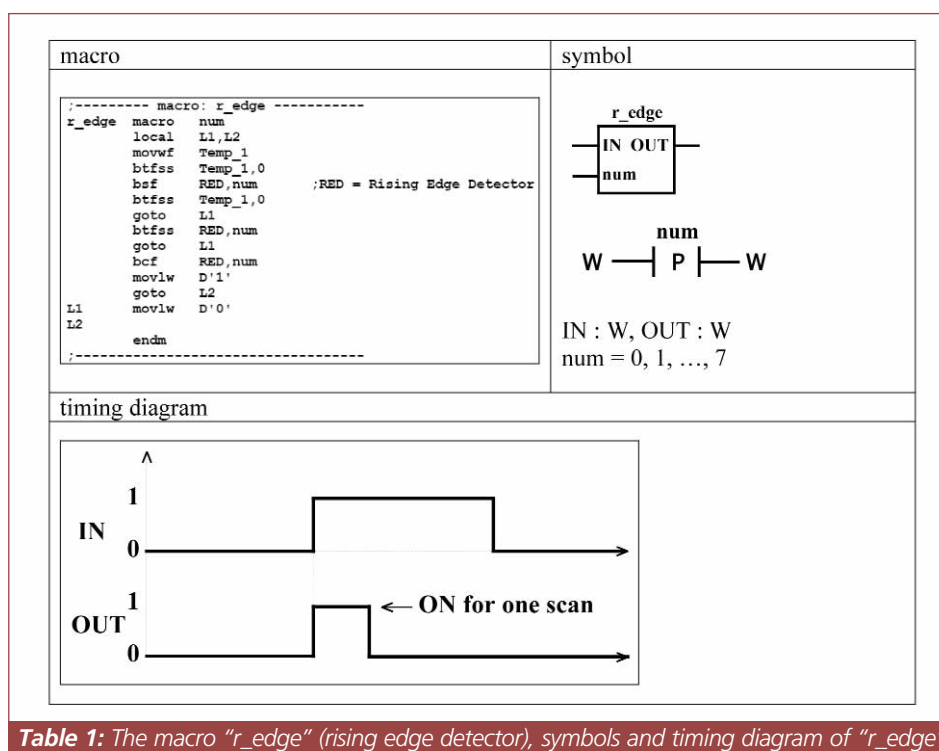 macro
symbol
;--------- macro: r_edge -----------
r_edge macro num
local L1,L2
movwf Temp_1
btfss Temp_1,0
bsf RED,num ;RED = Rising Edge Detector
btfss Temp_1,0
goto L1
btfss RED,num
goto L1
bcf RED,num
movlw D'1'
goto L2
L1 movlw D'0'
L2
endm
;----------------------------------
r_edge
IN OUT
num
num
W P W
IN : W, OUT : W
num = 0, 1, …, 7
timing diagram
1
IN
0
1
← ON for one scan
OUT
0
Table 1: The macro “r_edge” (rising edge detector), symbols and timing diagram of “r_edge